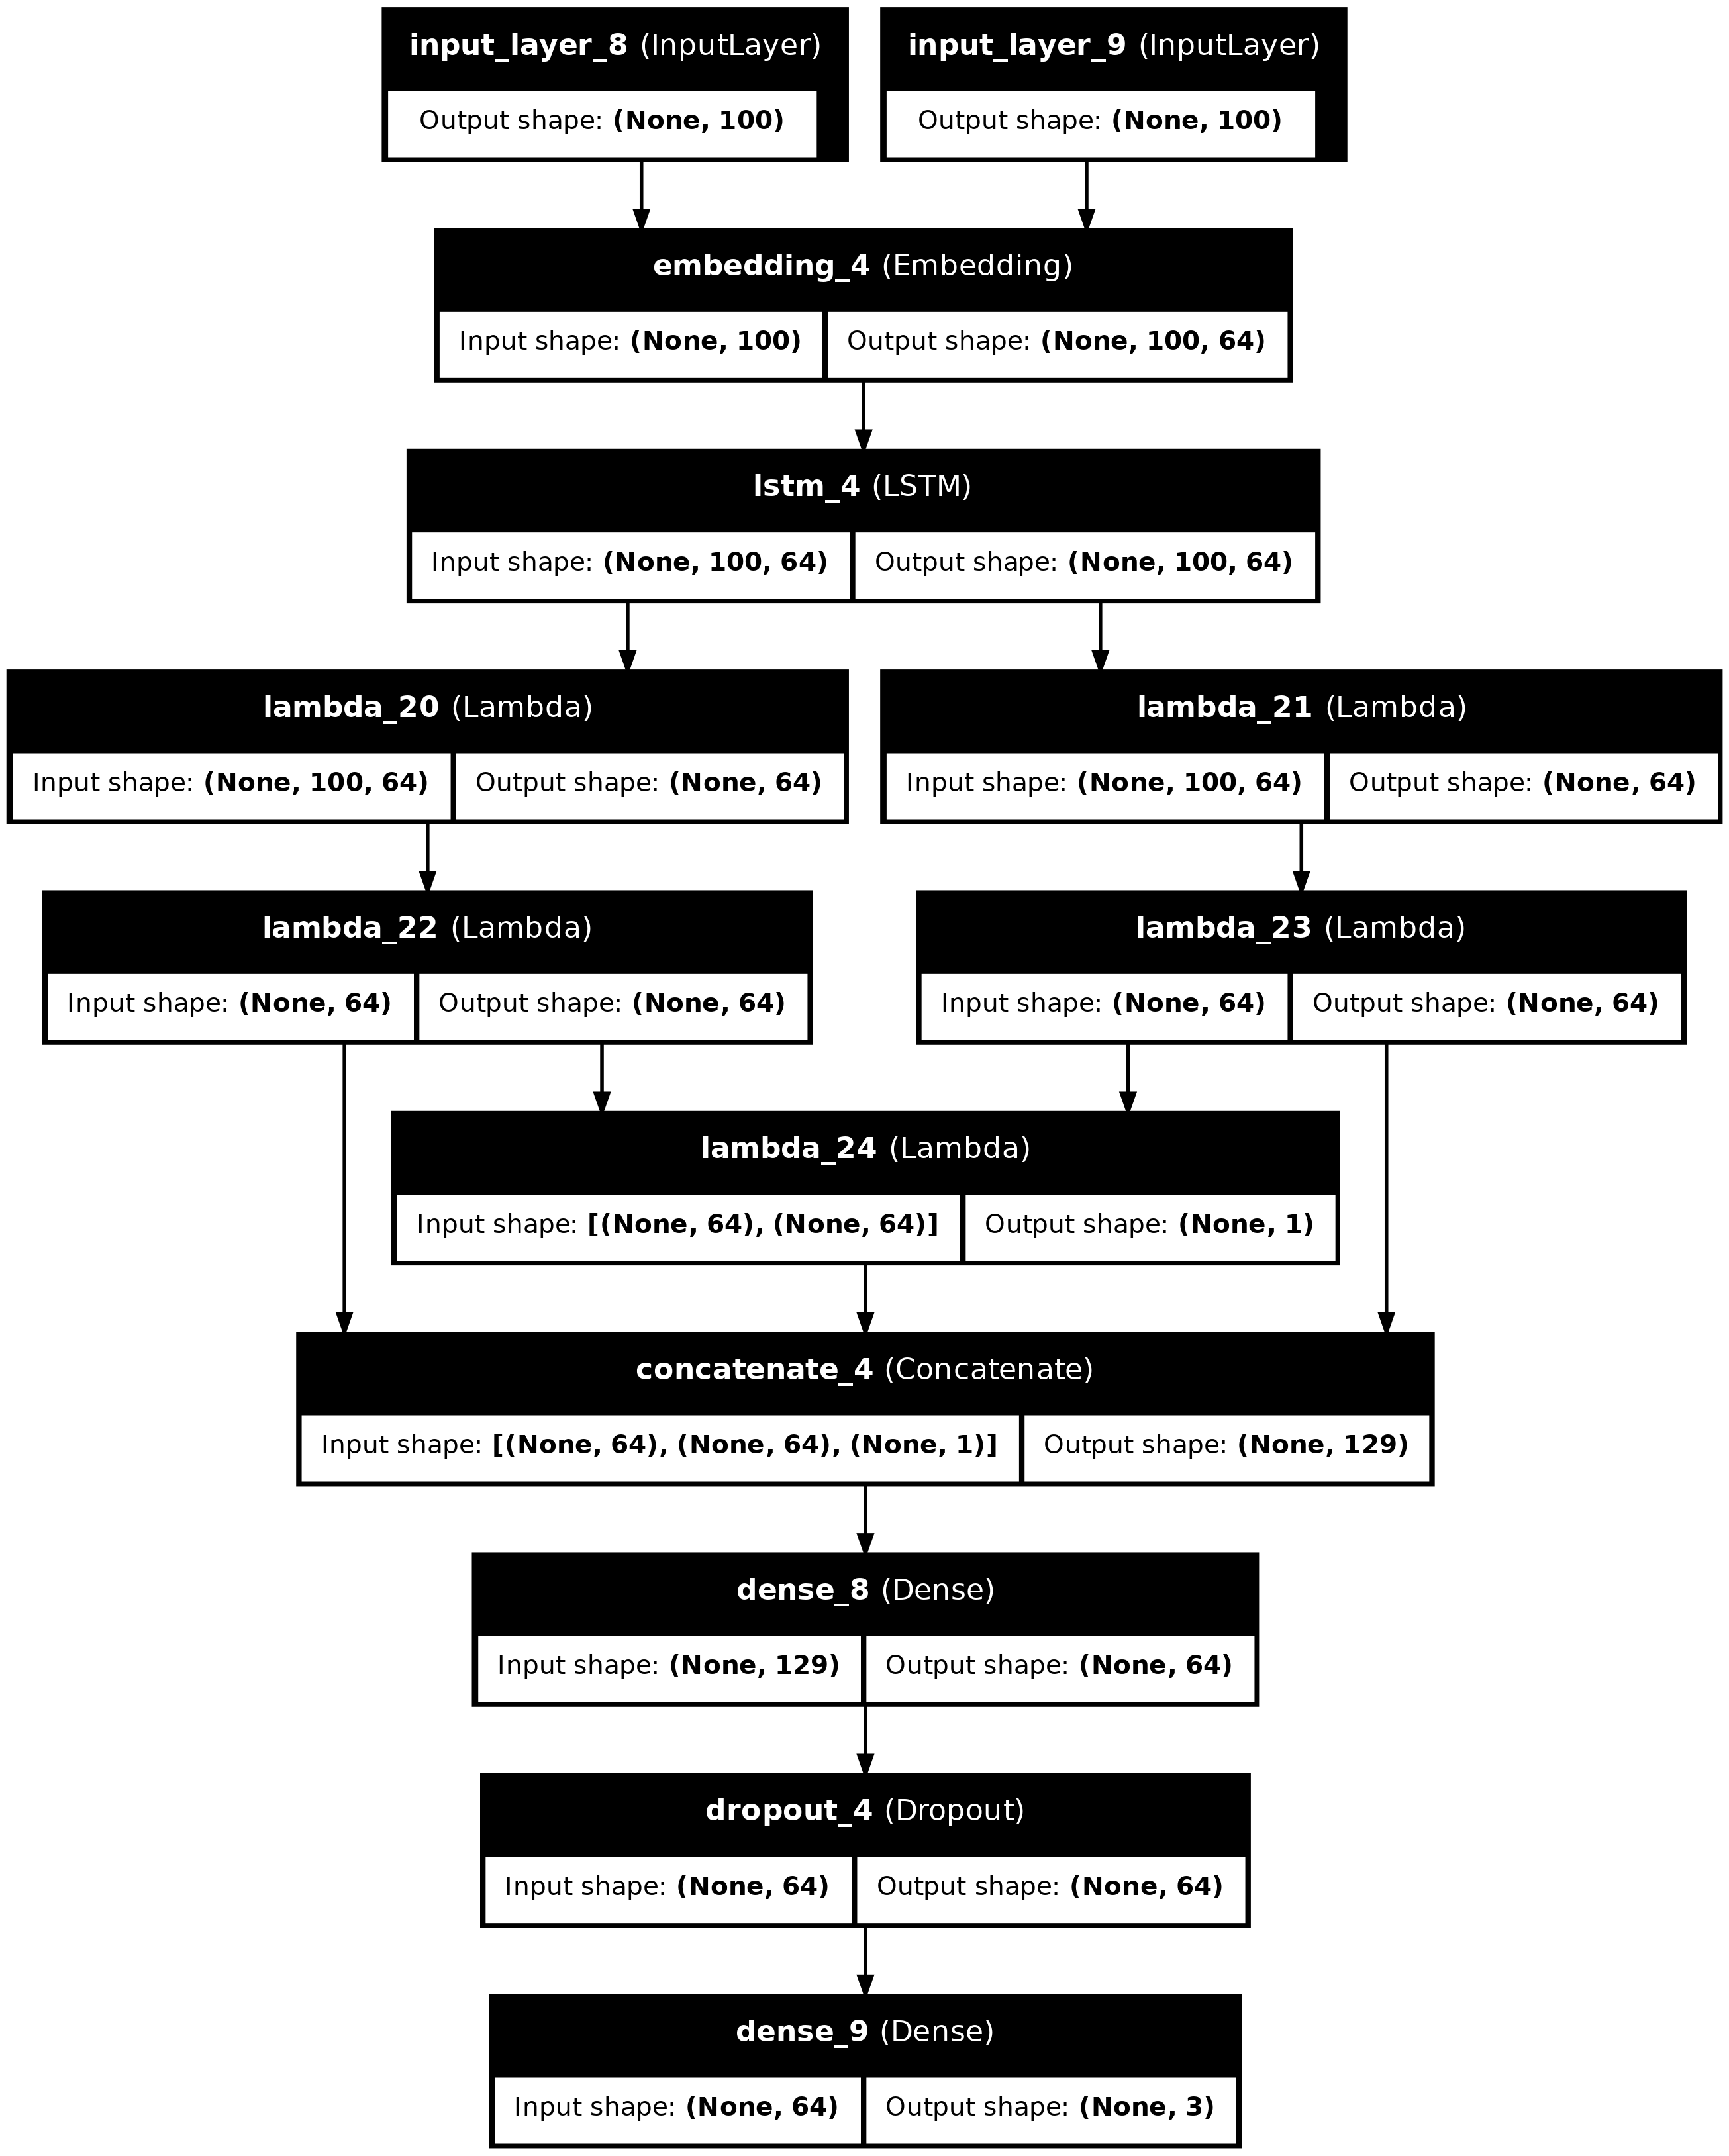 input_layer_8 (InputLayer)
Output shape: (None, 100)
input_layer_9 (InputLayer)
Output shape: (None, 100)
embedding_4 (Embedding)
Input shape: (None, 100)
Output shape: (None, 100, 64)
lstm_4 (LSTM)
Input shape: (None, 100, 64)
Output shape: (None, 100, 64)
lambda_20 (Lambda)
Input shape: (None, 100, 64)
Output shape: (None, 64)
lambda_21 (Lambda)
Input shape: (None, 100, 64)
Output shape: (None, 64)
lambda_22 (Lambda)
Input shape: (None, 64)
Output shape: (None, 64)
lambda_23 (Lambda)
Input shape: (None, 64)
Output shape: (None, 64)
lambda_24 (Lambda)
Input shape: [(None, 64), (None, 64)]
Output shape: (None, 1)
concatenate_4 (Concatenate)
Input shape: [(None, 64), (None, 64), (None, 1)]
Output shape: (None, 129)
dense_8 (Dense)
Input shape: (None, 129)
Output shape: (None, 64)
dropout_4 (Dropout)
Input shape: (None, 64)
Output shape: (None, 64)
dense_9 (Dense)
Input shape: (None, 64)
Output shape: (None, 3)